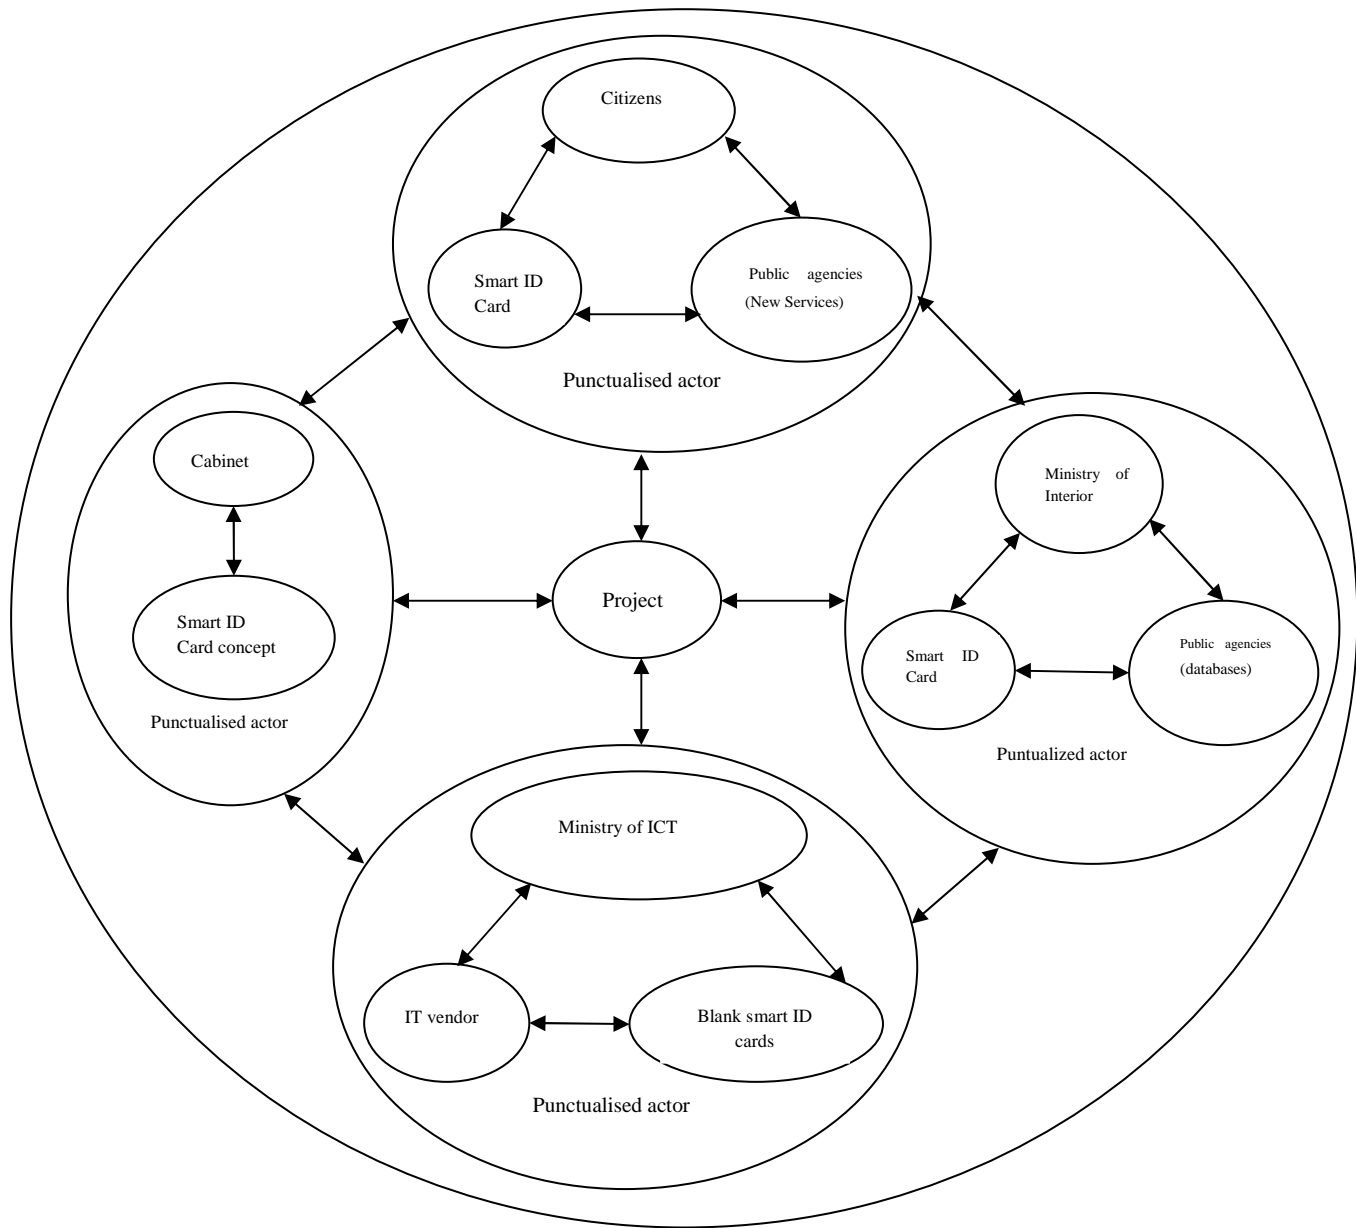 Citizens
Smart ID
Card
Public agencies
(New Services)
Punctualised actor
Cabinet
Smart ID
Card concept
Punctualised actor
Project
Ministry of
Interior
Smart ID
Card
Public agencies
(databases)
Puntualized actor
Ministry of ICT
IT vendor
Blank smart ID
cards
Punctualised actor